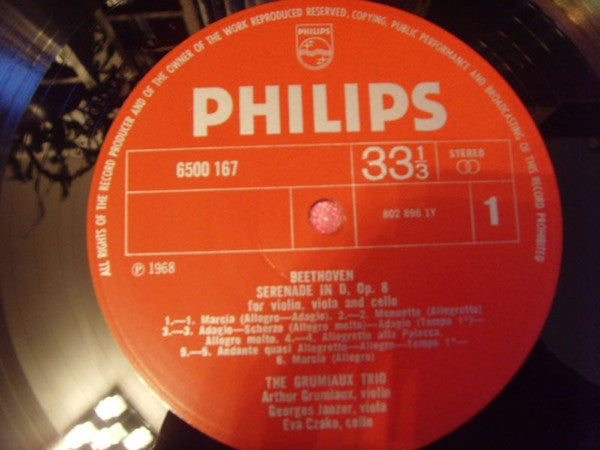 ALL RIGHTS OF THE RECORD PRODUCER AND OF THE OWNER OF THE WORK REPRODUCED RESERVED, COPYING, PUBLIC PERFORMANCE AND BROADCASTING OF THIS RECORD PROHIBITED
PHILIPS
PHILIPS
6500 167
33 1/3
STEREO
802 896 1Y
1
Ⓟ 1968
BEETHOVEN
SERENADE IN D, Op. 8
for violin, viola and cello
1.—1. Marcia (Allegro—Adagio). 2.—2. Menuetto (Allegretto)
3.—3. Adagio—Scherzo (Allegro molto)—Adagio (Tempo 1°)—
Allegro molto. 4.—4. Allegretto alla Polacca.
5.—5. Andante quasi Allegretto—Allegro—Tempo 1°—
6. Marcia (Allegro)
THE GRUMIAUX TRIO
Arthur Grumiaux, violin
Georges Janzer, viola
Eva Czako, cello